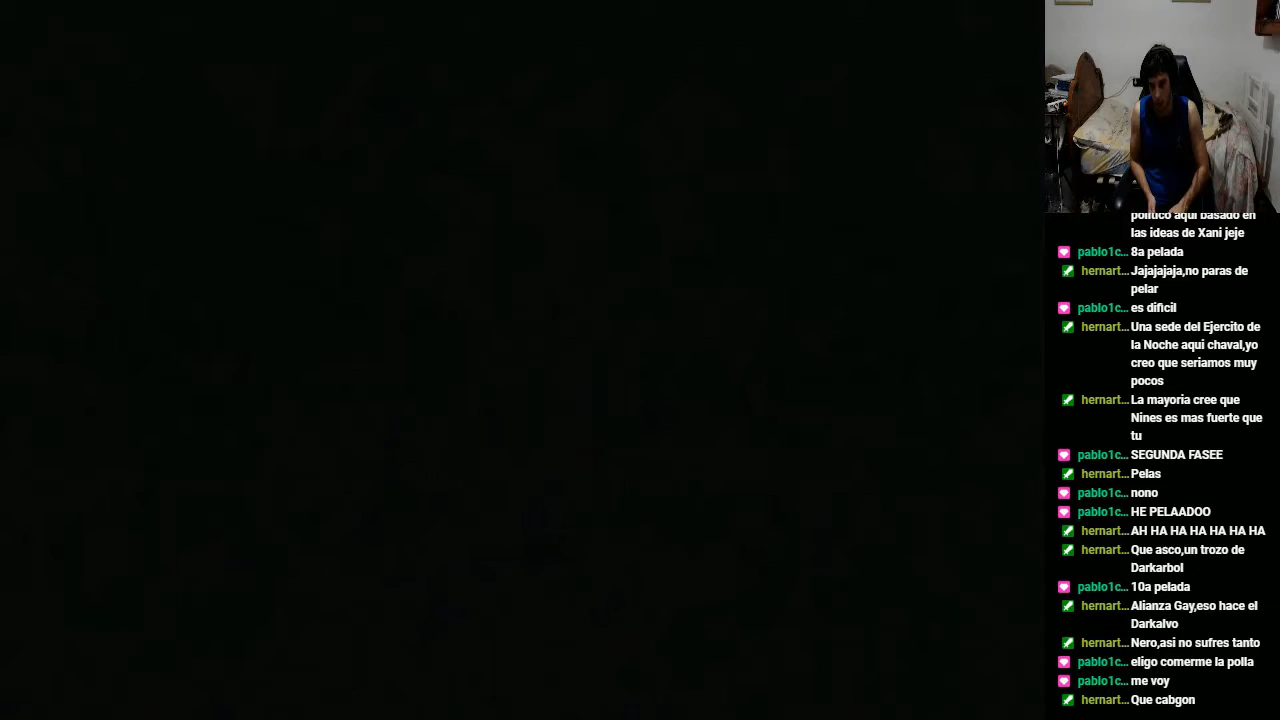 politico aqui basado en
las ideas de Xani jeje
pablo1c... 8a pelada
hernart... Jajajajaja,no paras de
pelar
pablo1c... es dificil
hernart... Una sede del Ejercito de
la Noche aqui chaval,yo
creo que seriamos muy
pocos
hernart... La mayoria cree que
Nines es mas fuerte que
tu
pablo1c... SEGUNDA FASEE
hernart... Pelas
pablo1c... nono
pablo1c... HE PELAADOO
hernart... AH HA HA HA HA HA HA
hernart... Que asco,un trozo de
Darkarbol
pablo1c... 10a pelada
hernart... Alianza Gay,eso hace el
Darkalvo
hernart... Nero,asi no sufres tanto
pablo1c... eligo comerme la polla
pablo1c... me voy
hernart... Que cabgon